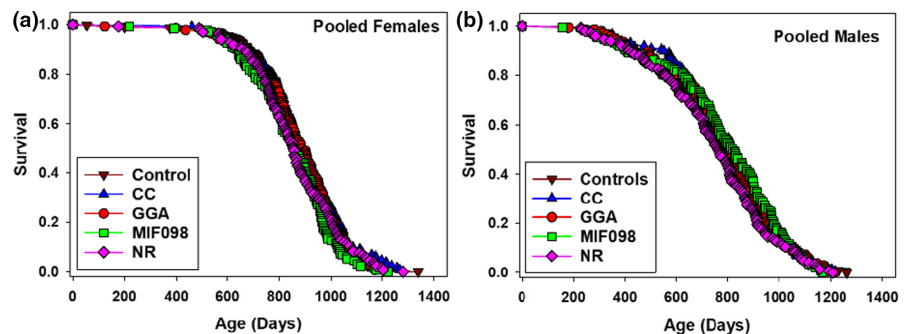 (a)
Pooled Females
Survival
1.0
0.8
0.6
0.4
0.2
0.0
Control
CC
GGA
MIF098
NR
0 200 400 600 800 1000 1200 1400
Age (Days)
(b)
Pooled Males
Survival
1.0
0.8
0.6
0.4
0.2
0.0
Controls
CC
GGA
MIF098
NR
0 200 400 600 800 1000 1200 1400
Age (Days)